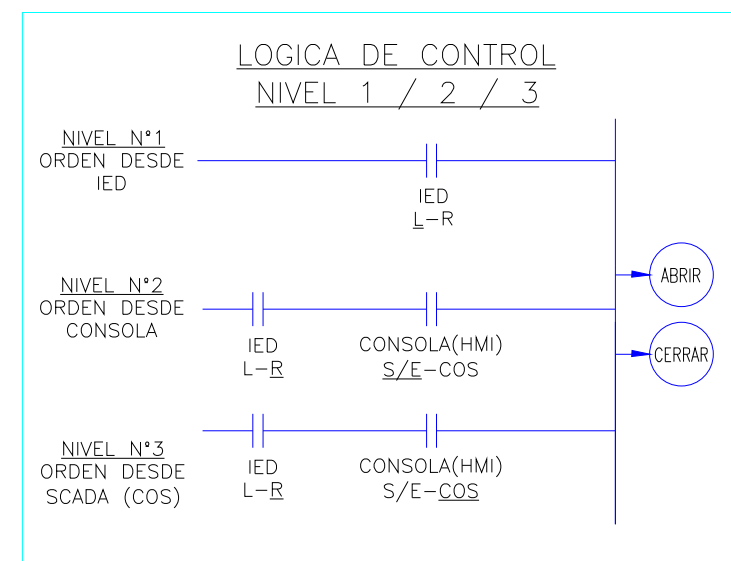 LOGICA DE CONTROL
NIVEL 1 / 2 / 3
NIVEL N°1
ORDEN DESDE
IED
IED
L-R
ABRIR
NIVEL N°2
ORDEN DESDE
CONSOLA
IED
L-R
CONSOLA(HMI)
S/E-COS
CERRAR
NIVEL N°3
ORDEN DESDE
SCADA (COS)
IED
L-R
CONSOLA(HMI)
S/E-COS